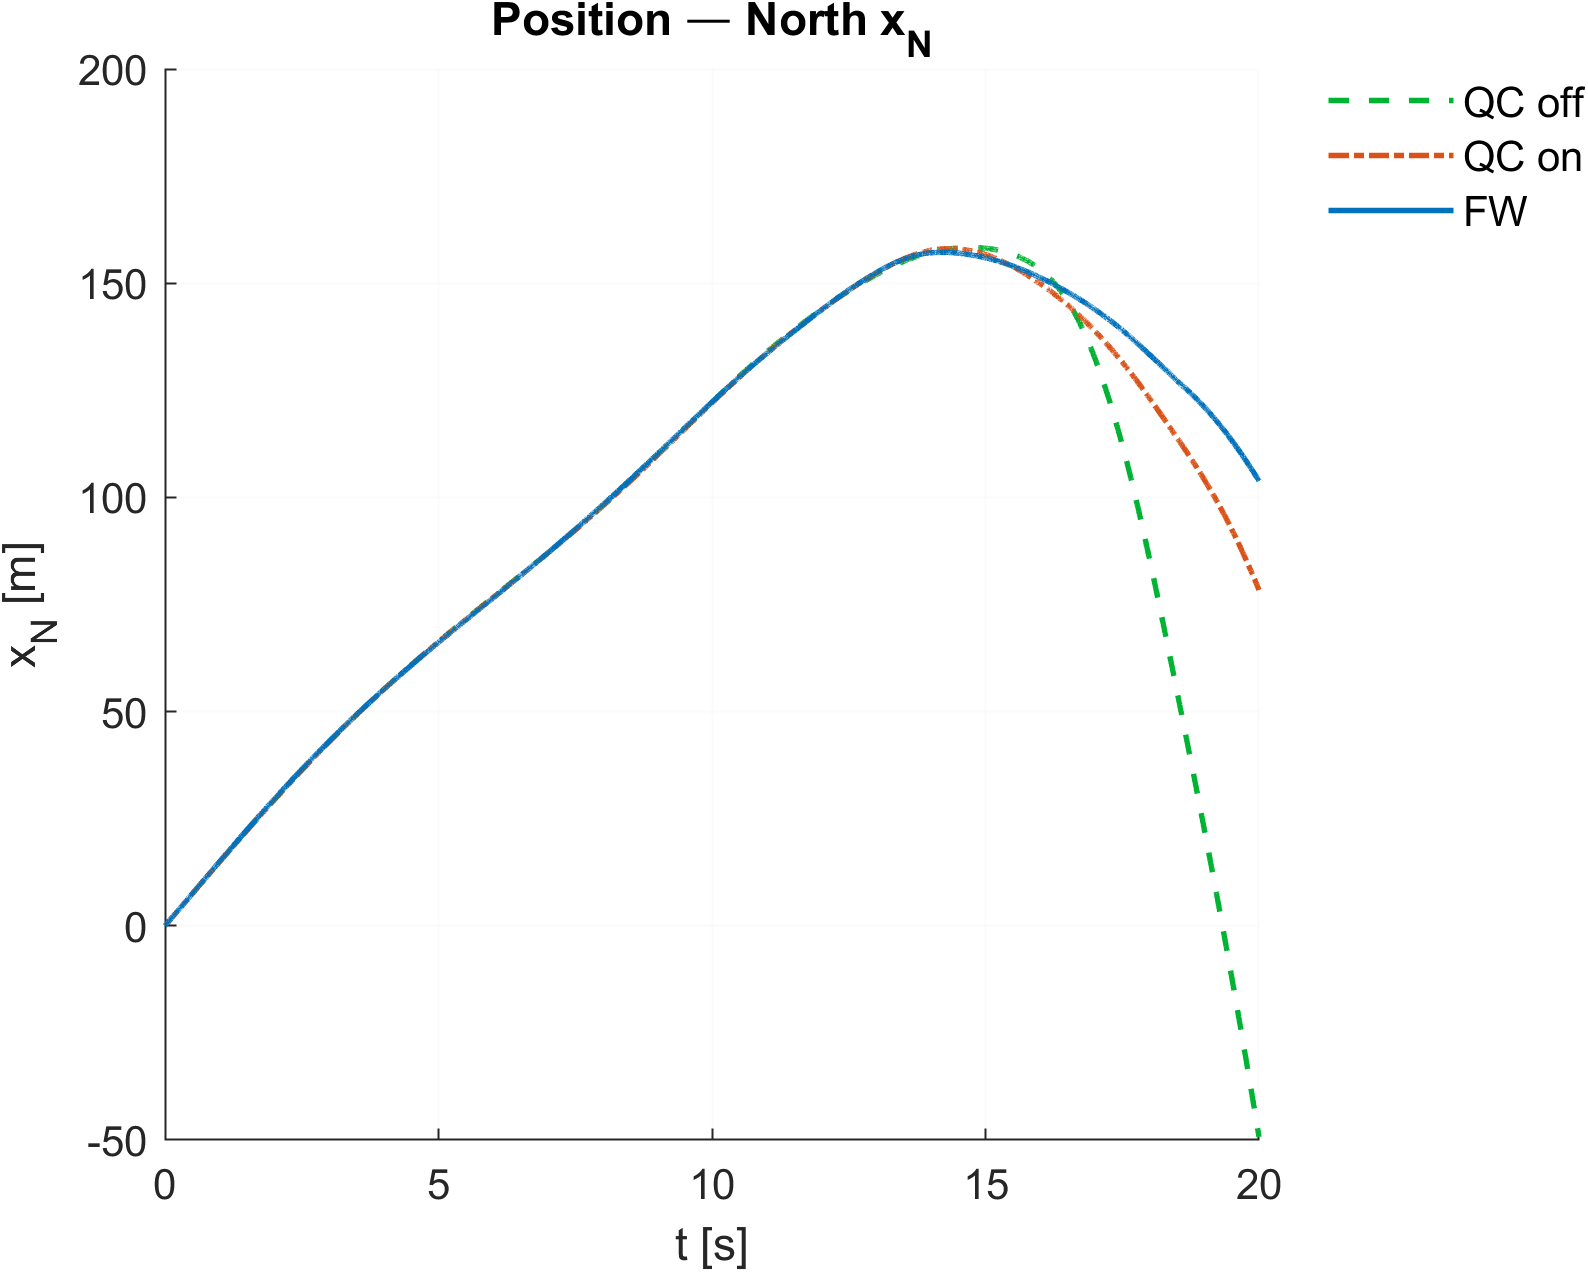 Position — North x_N
200
150
100
50
0
-50
x_N [m]
0 5 10 15 20
t [s]
QC off
QC on
FW